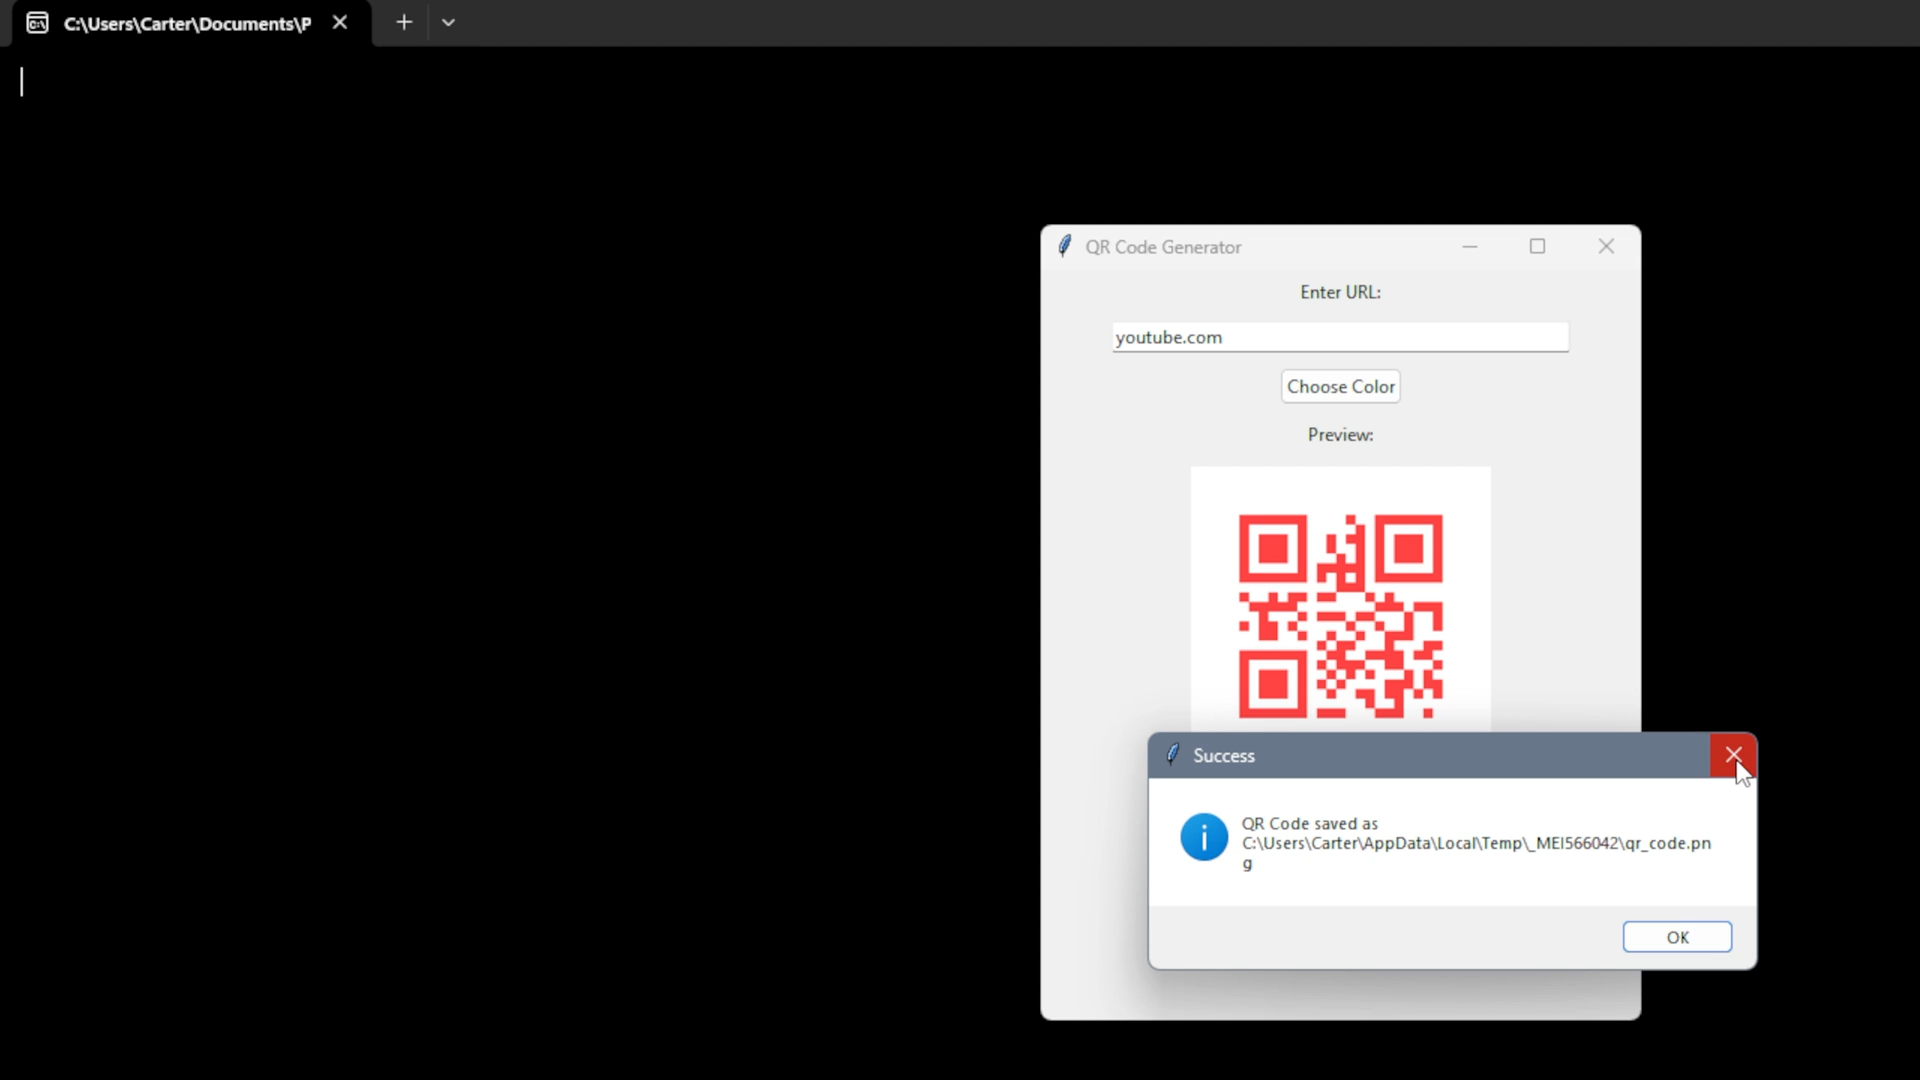 C:\Users\Carter\Documents\P
QR Code Generator
Enter URL:
youtube.com
Choose Color
Preview:
Success
QR Code saved as
C:\Users\Carter\AppData\Local\Temp\_MEI566042\qr_code.pn
g
OK